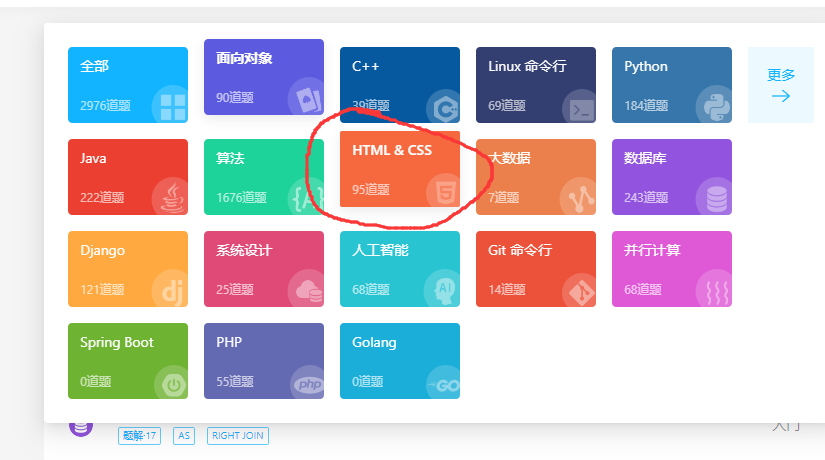 全部
2976道题
面向对象
90道题
C++
39道题
Linux 命令行
69道题
Python
184道题
更多
Java
222道题
算法
1676道题
{A}
HTML & CSS
95道题
大数据
7道题
数据库
243道题
Django
121道题
dj
系统设计
25道题
人工智能
68道题
AI
Git 命令行
14道题
并行计算
68道题
Spring Boot
0道题
PHP
55道题
php
Golang
0道题
GO
题解·17
AS
RIGHT JOIN
入门